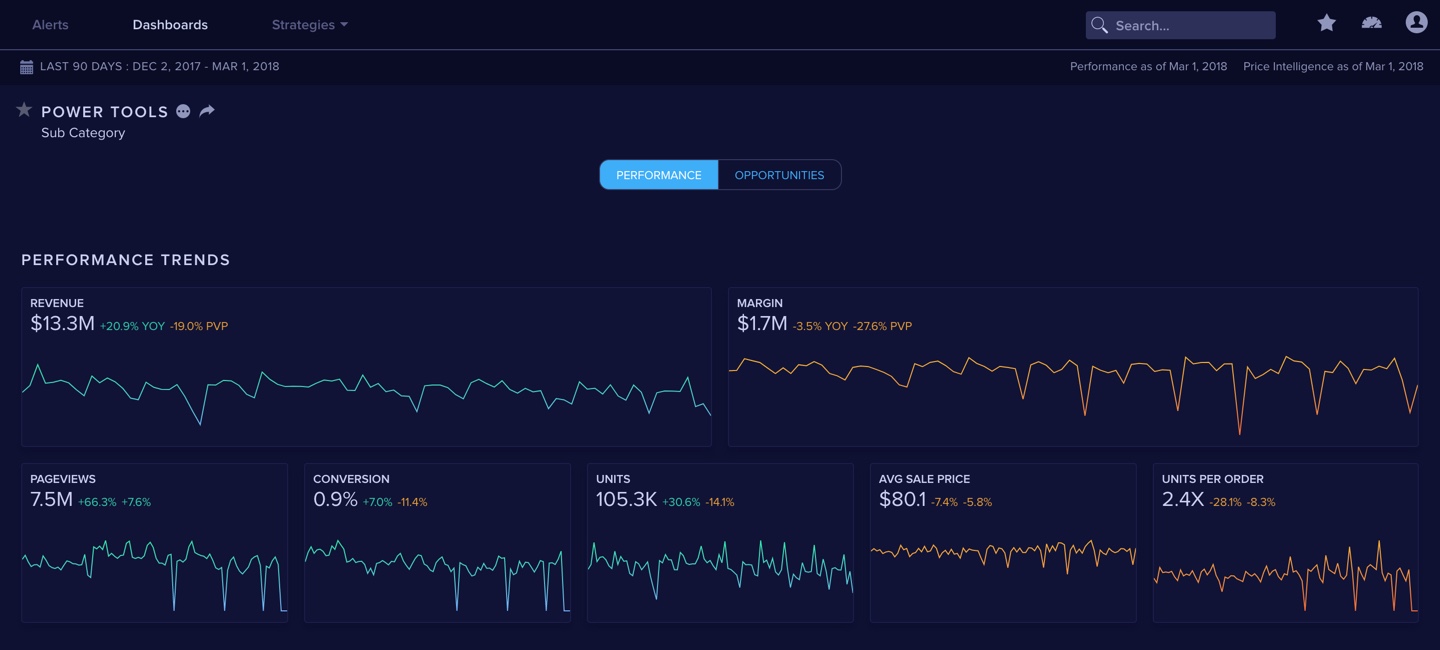 Alerts Dashboards Strategies Search...
LAST 90 DAYS : DEC 2, 2017 - MAR 1, 2018 Performance as of Mar 1, 2018 Price Intelligence as of Mar 1, 2018
POWER TOOLS
Sub Category
PERFORMANCE OPPORTUNITIES
PERFORMANCE TRENDS
REVENUE
$13.3M +20.9% YOY -19.0% PVP
MARGIN
$1.7M -3.5% YOY -27.6% PVP
PAGEVIEWS
7.5M +66.3% +7.6%
CONVERSION
0.9% +7.0% -11.4%
UNITS
105.3K +30.6% -14.1%
AVG SALE PRICE
$80.1 -7.4% -5.8%
UNITS PER ORDER
2.4X -28.1% -8.3%